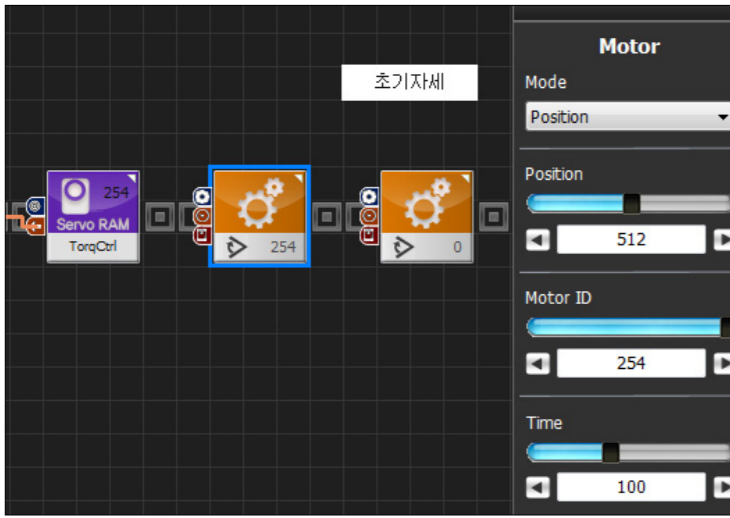 초기자세
254
Servo RAM
TorqCtrl
254
0
Motor
Mode
Position
Position
512
Motor ID
254
Time
100